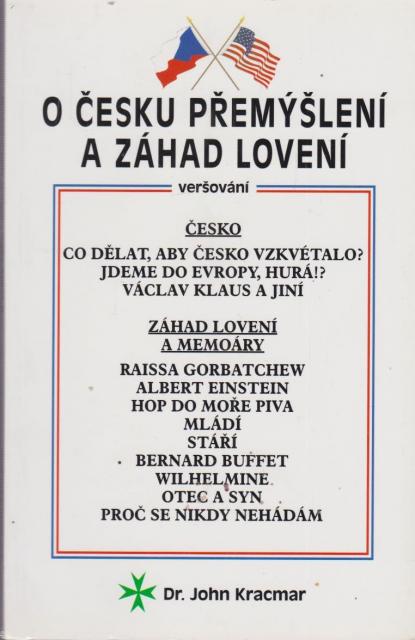 O ČESKU PŘEMÝŠLENÍ
A ZÁHAD LOVENÍ
veršování
ČESKO
CO DĚLAT, ABY ČESKO VZKVÉTALO?
JDEME DO EVROPY, HURÁ!?
VÁCLAV KLAUS A JINÍ
ZÁHAD LOVENÍ
A MEMOÁRY
RAISSA GORBATCHEW
ALBERT EINSTEIN
HOP DO MOŘE PIVA
MLÁDÍ
STÁŘÍ
BERNARD BUFFET
WILHELMINE
OTEC A SYN
PROČ SE NIKDY NEHÁDÁM
Dr. John Kracmar